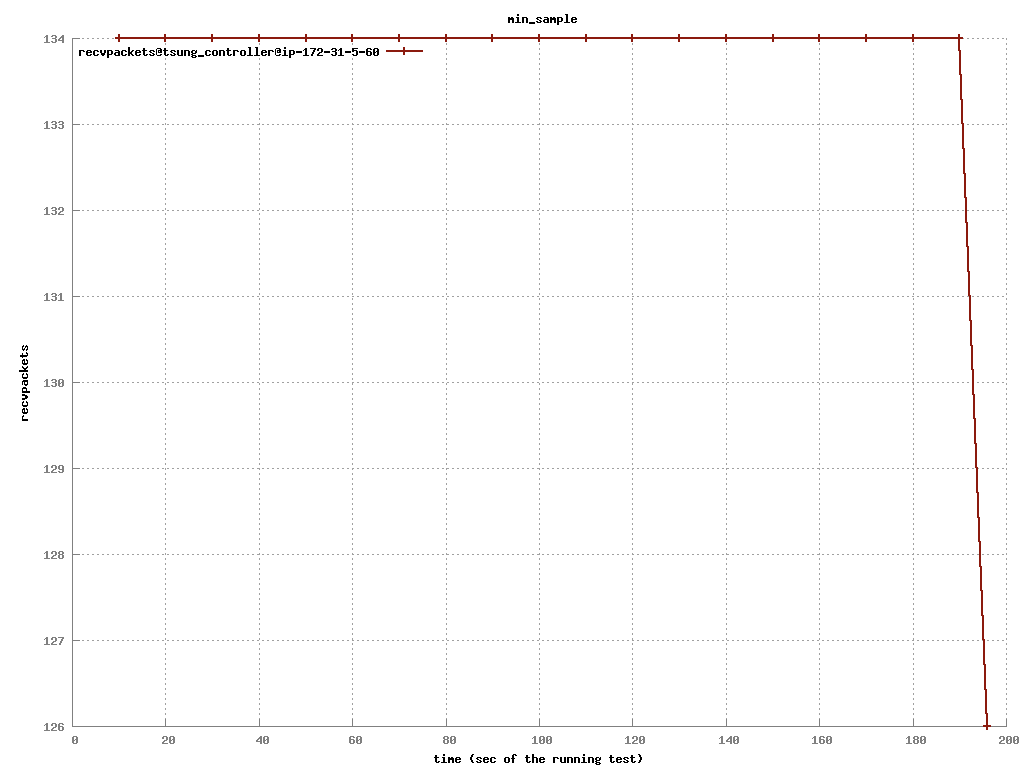 min_sample
134
recvpackets@tsung_controller@ip-172-31-5-60
133
132
131
recvpackets
130
129
128
127
126
0 20 40 60 80 100 120 140 160 180 200
time (sec of the running test)